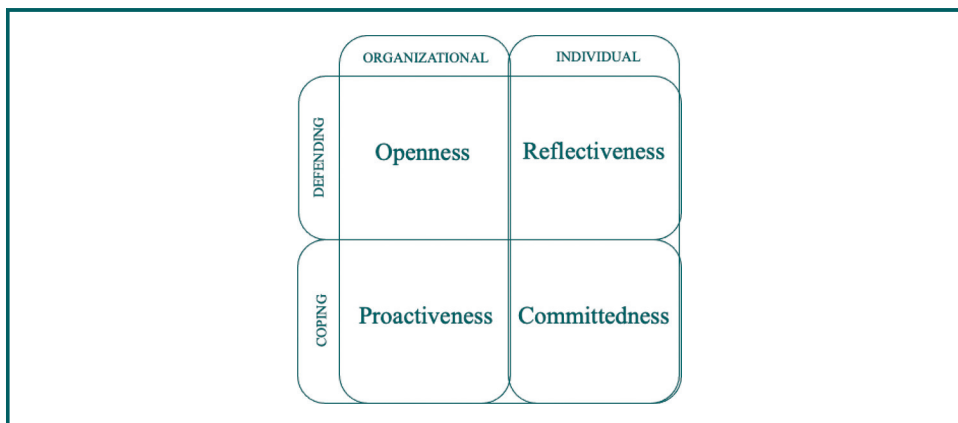 ORGANIZATIONAL
INDIVIDUAL
DEFENDING
Openness
Reflectiveness
COPING
Proactiveness
Committedness